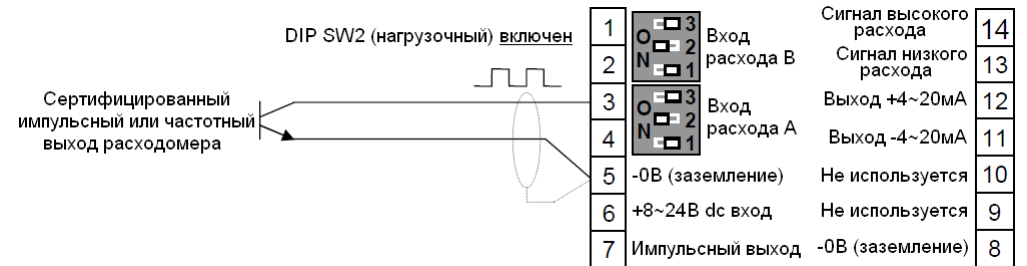 DIP SW2 (нагрузочный) включен
Сертифицированный
импульсный или частотный
выход расходомера
1
2
3
4
5
6
7
ON
3
2
1
Вход
расхода В
ON
3
2
1
Вход
расхода А
-0В (заземление)
+8~24В dc вход
Импульсный выход
Сигнал высокого
расхода
14
Сигнал низкого
расхода
13
Выход +4~20мА
12
Выход -4~20мА
11
Не используется
10
Не используется
9
-0В (заземление)
8